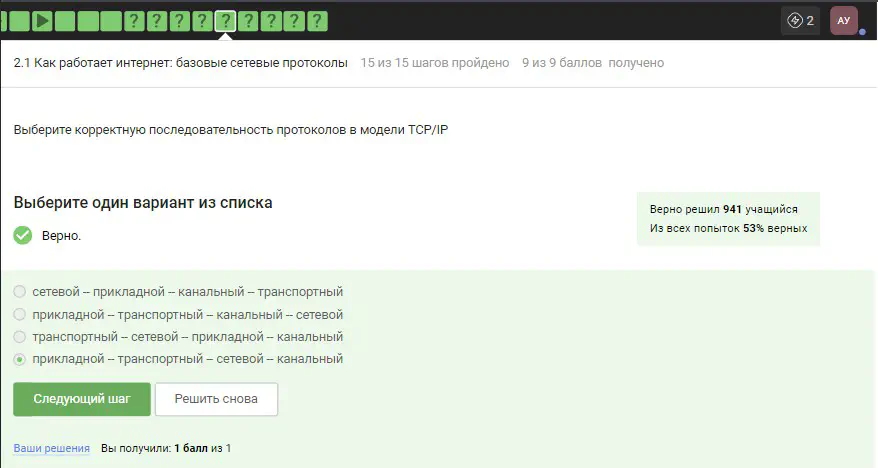 ? ? ? ? ? ? ? ? ? 2 АУ
2.1 Как работает интернет: базовые сетевые протоколы 15 из 15 шагов пройдено 9 из 9 баллов получено
Выберите корректную последовательность протоколов в модели TCP/IP
Выберите один вариант из списка
Верно.
Верно решил 941 учащийся
Из всех попыток 53% верных
сетевой – прикладной – канальный – транспортный
прикладной – транспортный – канальный – сетевой
транспортный – сетевой – прикладной – канальный
прикладной – транспортный – сетевой – канальный
Следующий шаг Решить снова
Ваши решения Вы получили: 1 балл из 1